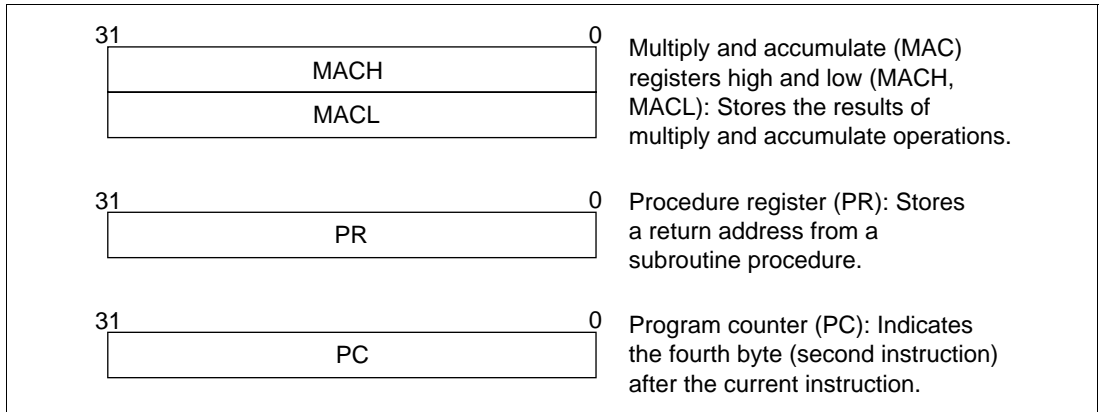 31 0
MACH
MACL
Multiply and accumulate (MAC)
registers high and low (MACH,
MACL): Stores the results of
multiply and accumulate operations.
31 0
PR
Procedure register (PR): Stores
a return address from a
subroutine procedure.
31 0
PC
Program counter (PC): Indicates
the fourth byte (second instruction)
after the current instruction.